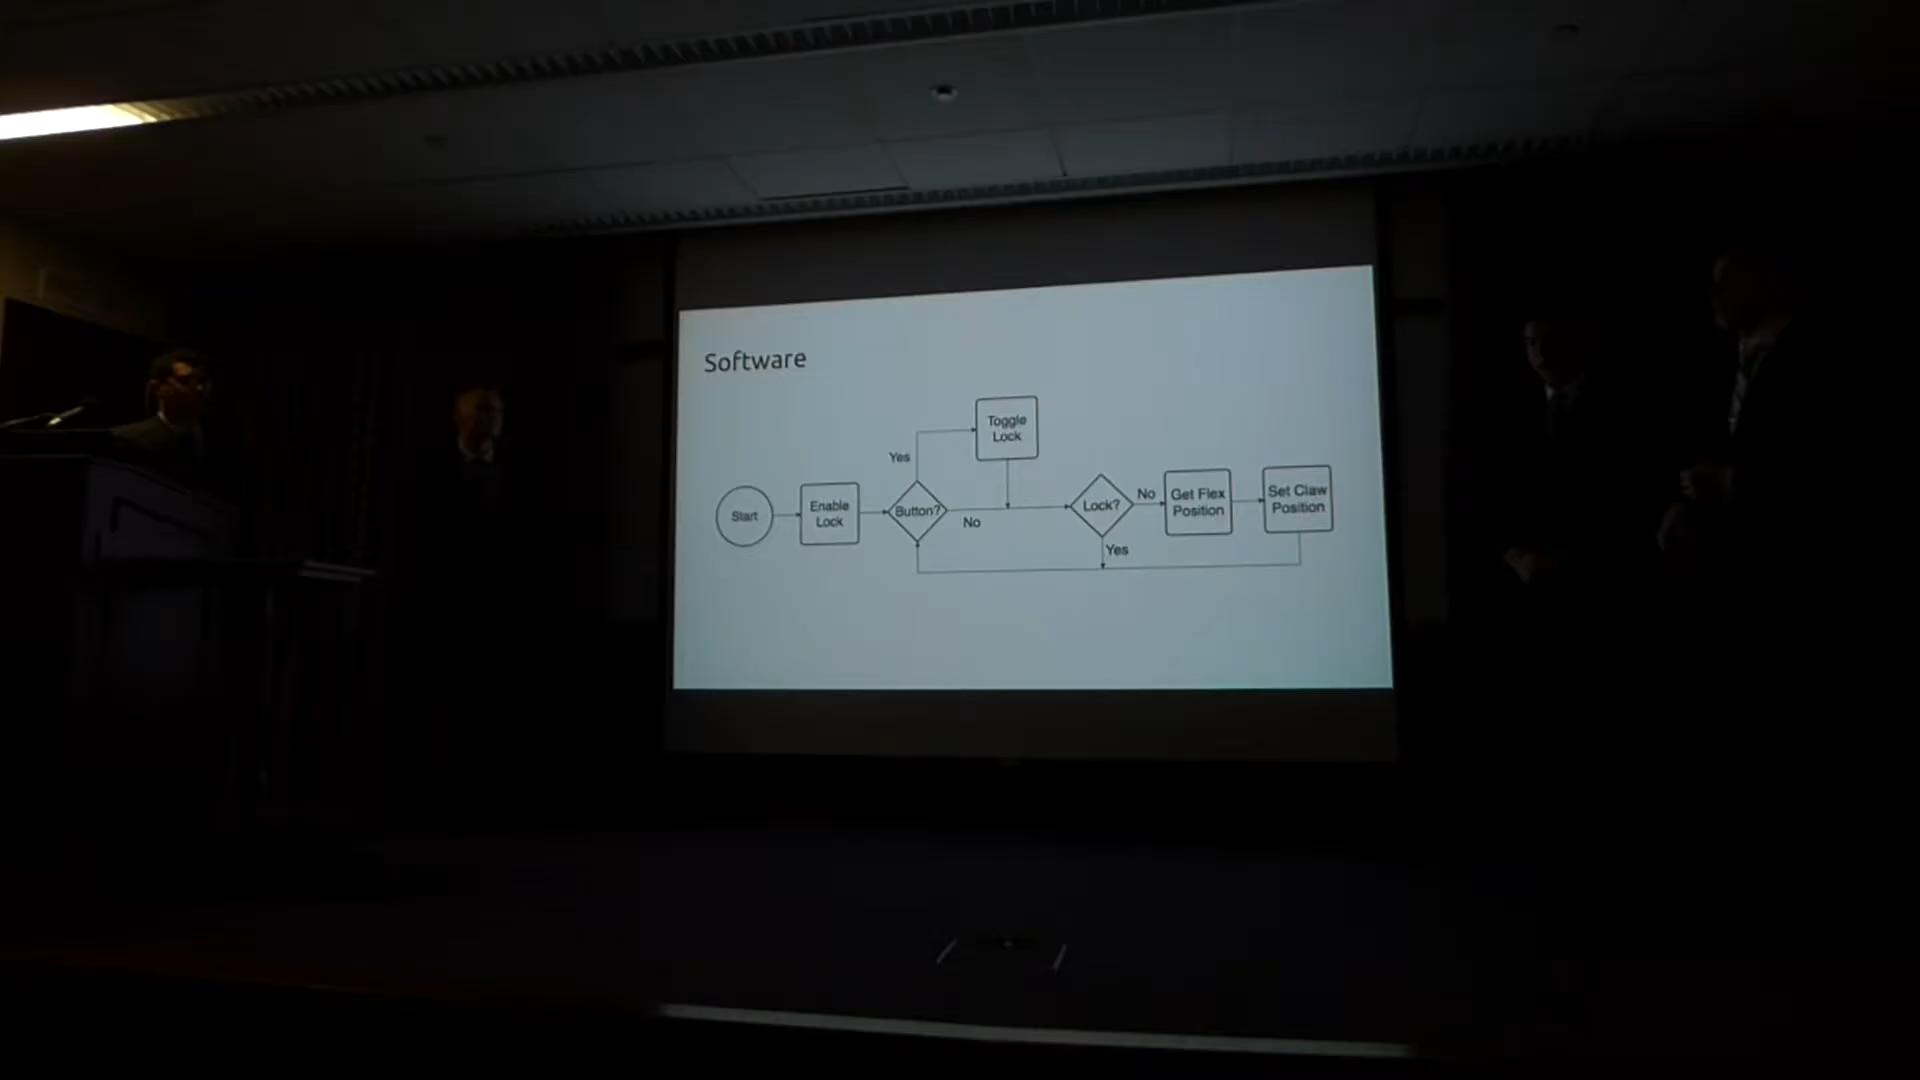 Software
Toggle
Lock
Yes
Start
Enable
Lock
Button?
No
Lock?
No
Get Flex
Position
Set Claw
Position
Yes